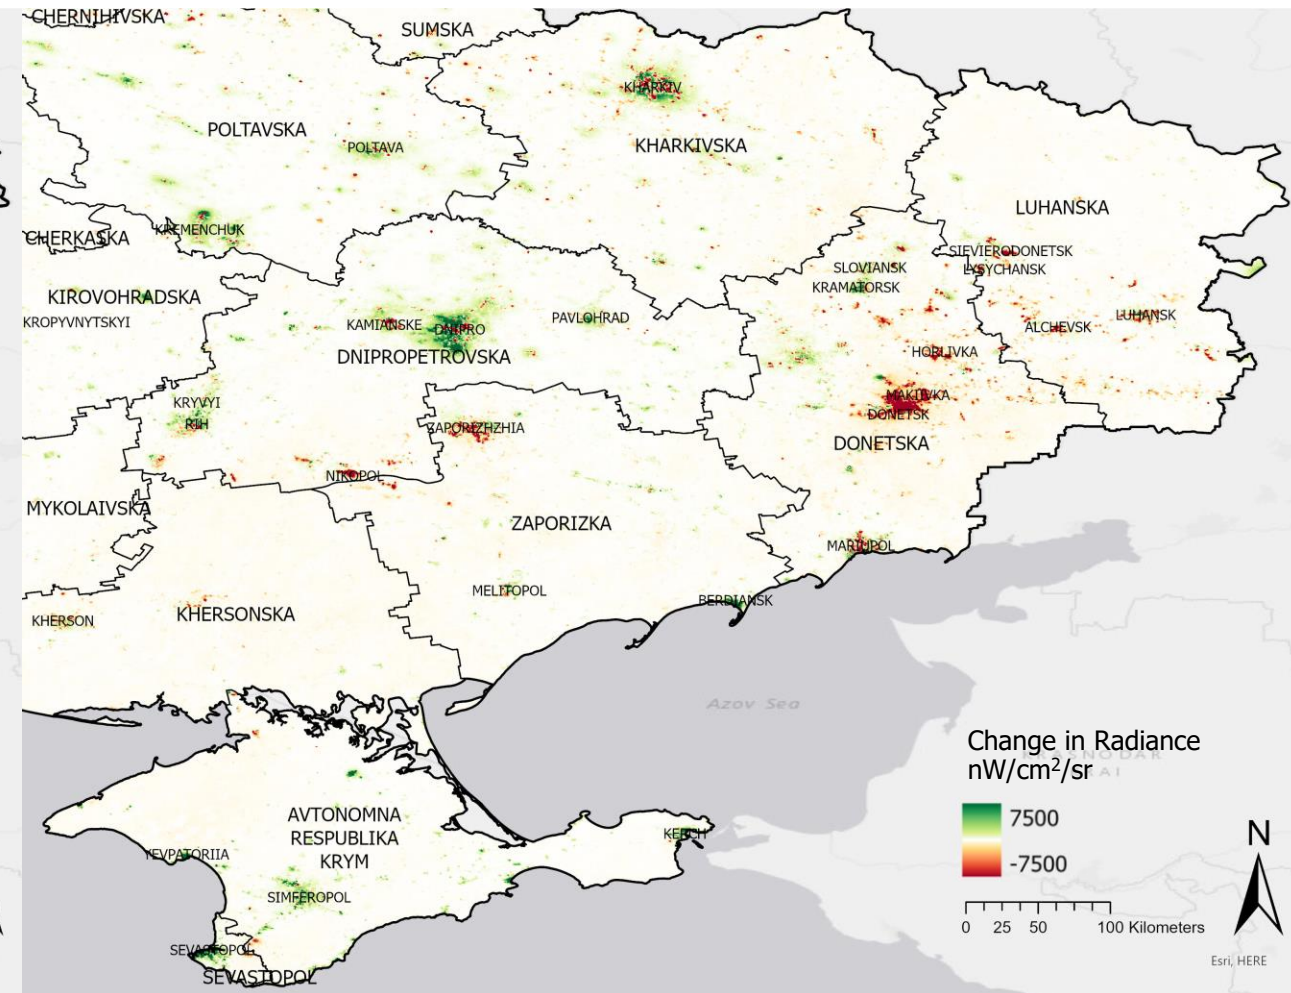 CHERNIHIVSKA
SUMSKA
KHARKIV
POLTAVSKA
POLTAVA
KHARKIVSKA
LUHANSKA
KREMENCHUK
CHERKASKA
SIEVIERODONETSK
SLOVIANSK
LYSYCHANSK
KRAMATORSK
KIROVOHRADSKA
KROPYVNYTSKYI
KAMIANSKE
DNIPRO
PAVLOHRAD
LUHANSK
ALCHEVSK
DNIPROPETROVSKA
HORLIVKA
MAKIIVKA
KRYVYI
RIH
DONETSK
ZAPORIZHZHIA
DONETSKA
NIKOPOL
MYKOLAIVSKA
ZAPORIZKA
MARIUPOL
MELITOPOL
BERDIANSK
KHERSONSKA
KHERSON
Azov Sea
Change in Radiance
nW/cm²/sr
KRASNODAR
7500
-7500
AVTONOMNA
RESPUBLIKA
KRYM
KERCH
YEVPATORIIA
SIMFEROPOL
N
0 25 50 100 Kilometers
SEVASTOPOL
SEVASTOPOL
Esri, HERE